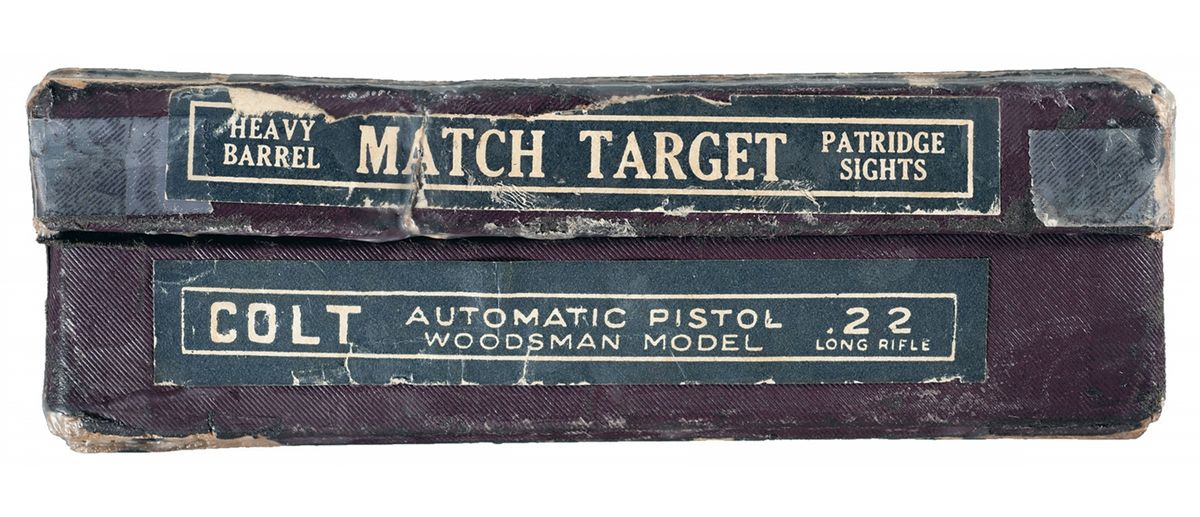 HEAVY BARREL
MATCH TARGET
PATRIDGE SIGHTS
COLT
AUTOMATIC PISTOL
WOODSMAN MODEL
.22
LONG RIFLE